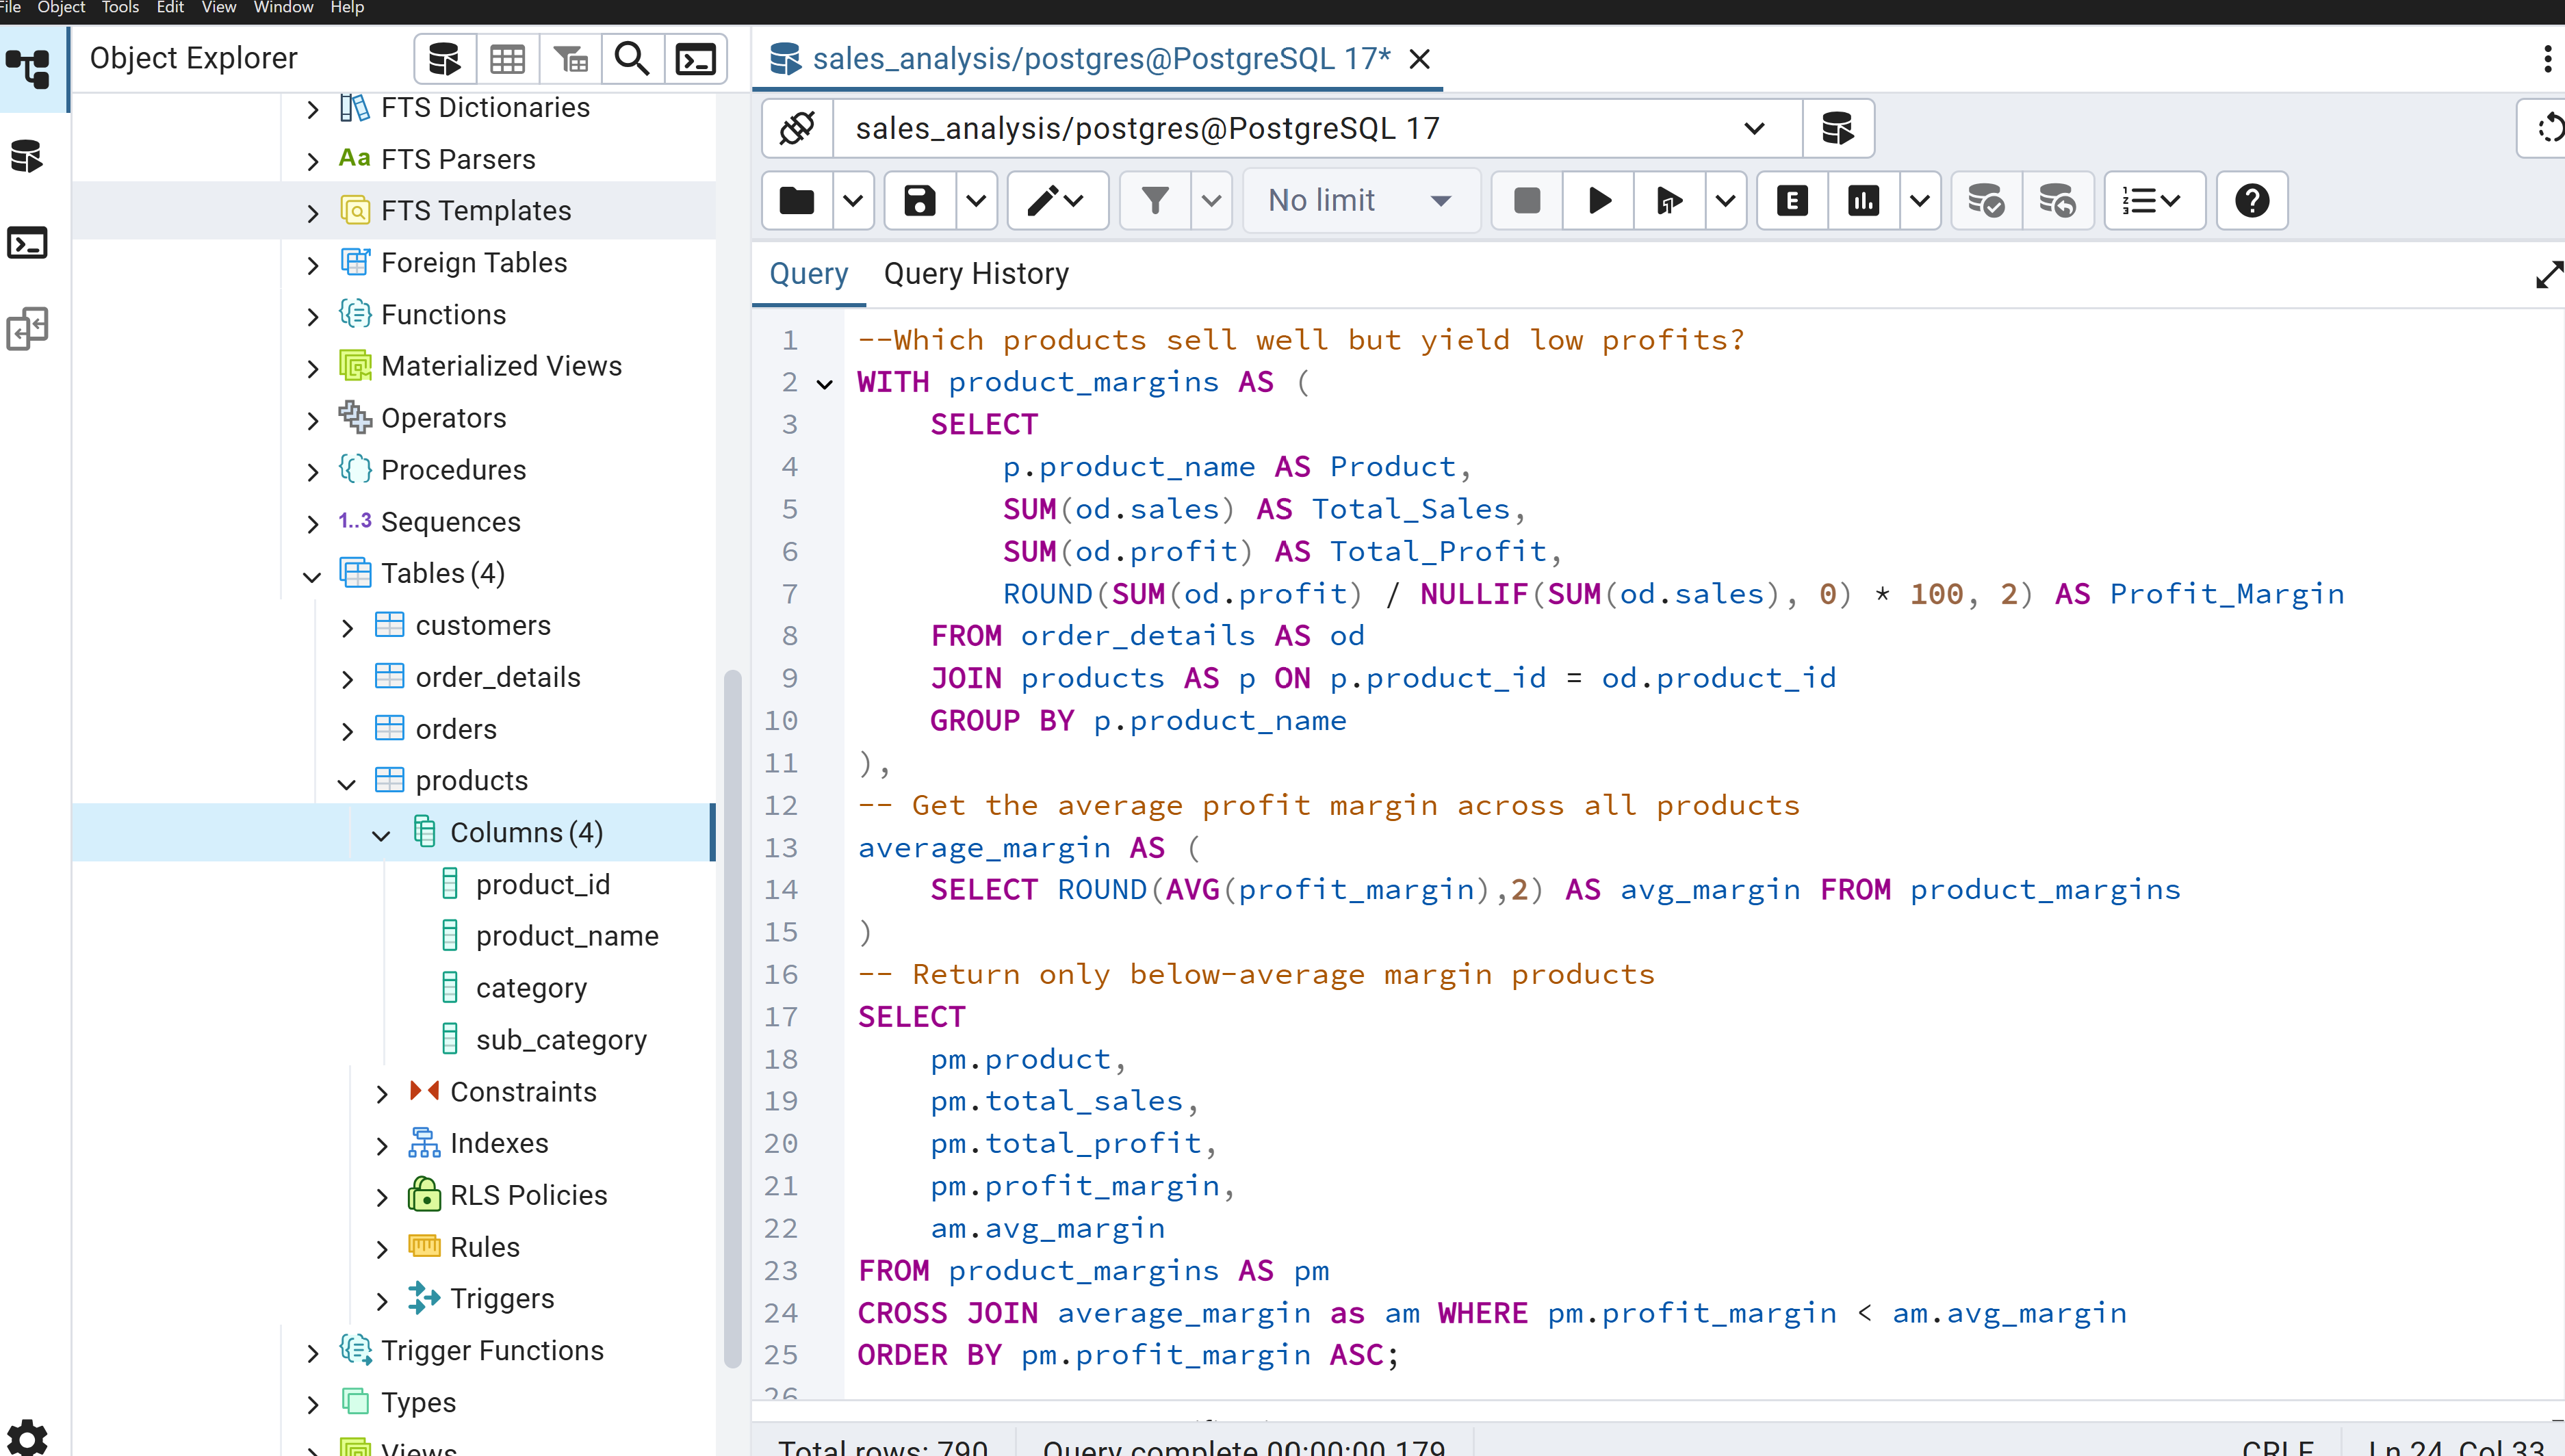 File Object Tools Edit View Window Help
Object Explorer
FTS Dictionaries
Aa FTS Parsers
FTS Templates
Foreign Tables
Functions
Materialized Views
Operators
Procedures
1..3 Sequences
Tables (4)
customers
order_details
orders
products
Columns (4)
product_id
product_name
category
sub_category
Constraints
Indexes
RLS Policies
Rules
Triggers
Trigger Functions
Types
Views
sales_analysis/postgres@PostgreSQL 17*
sales_analysis/postgres@PostgreSQL 17
No limit
E
Query Query History
1 --Which products sell well but yield low profits?
2 WITH product_margins AS (
3 SELECT
4 p.product_name AS Product,
5 SUM(od.sales) AS Total_Sales,
6 SUM(od.profit) AS Total_Profit,
7 ROUND(SUM(od.profit) / NULLIF(SUM(od.sales), 0) * 100, 2) AS Profit_Margin
8 FROM order_details AS od
9 JOIN products AS p ON p.product_id = od.product_id
10 GROUP BY p.product_name
11 ),
12 -- Get the average profit margin across all products
13 average_margin AS (
14 SELECT ROUND(AVG(profit_margin),2) AS avg_margin FROM product_margins
15 )
16 -- Return only below-average margin products
17 SELECT
18 pm.product,
19 pm.total_sales,
20 pm.total_profit,
21 pm.profit_margin,
22 am.avg_margin
23 FROM product_margins AS pm
24 CROSS JOIN average_margin as am WHERE pm.profit_margin < am.avg_margin
25 ORDER BY pm.profit_margin ASC;
26
Total rows: 790 Query complete 00:00:00.179 CRLF Ln 24, Col 33